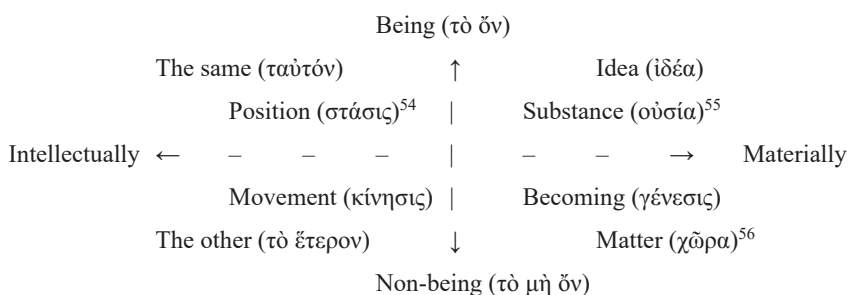 Being (τὸ ὄν)
The same (ταὐτόν) ↑ Idea (ἰδέα)
Position (στάσις)54 | Substance (οὐσία)55
Intellectually ← – – – | – – → Materially
Movement (κίνησις) | Becoming (γένεσις)
The other (τὸ ἕτερον) ↓ Matter (χῶρα)56
Non-being (τὸ μὴ ὄν)